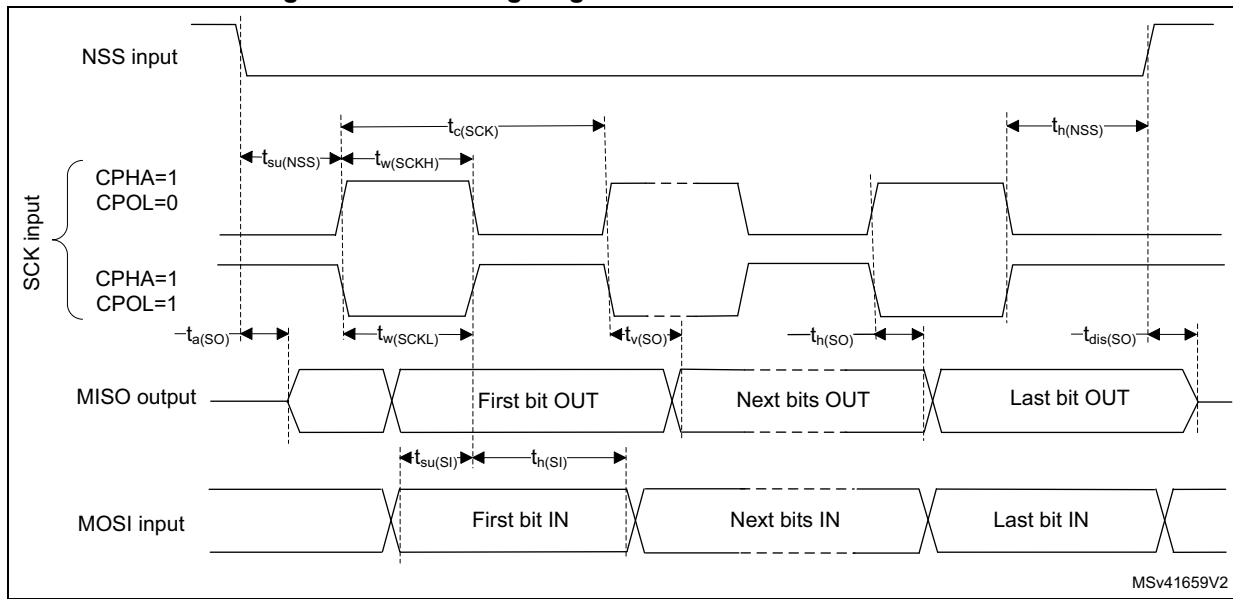 NSS input
tc(SCK)
th(NSS)
tsu(NSS)
tw(SCKH)
SCK input
CPHA=1
CPOL=0
CPHA=1
CPOL=1
ta(SO)
tw(SCKL)
tv(SO)
th(SO)
tdis(SO)
MISO output
First bit OUT
Next bits OUT
Last bit OUT
tsu(SI)
th(SI)
MOSI input
First bit IN
Next bits IN
Last bit IN
MSv41659V2